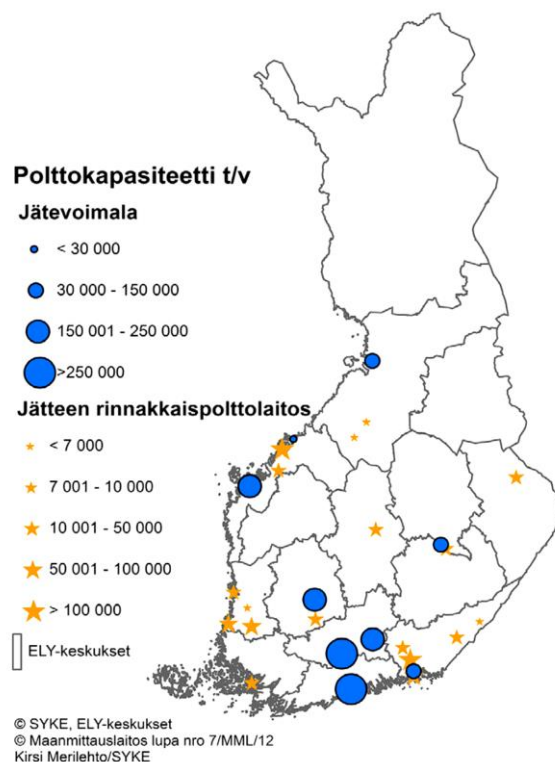 Polttokapasiteetti t/v
Jätevoimala
< 30 000
30 000 - 150 000
150 001 - 250 000
>250 000
Jätteen rinnakkaispolttolaitos
< 7 000
7 001 - 10 000
10 001 - 50 000
50 001 - 100 000
> 100 000
ELY-keskukset
© SYKE, ELY-keskukset
© Maanmittauslaitos lupa nro 7/MML/12
Kirsi Merilehto/SYKE